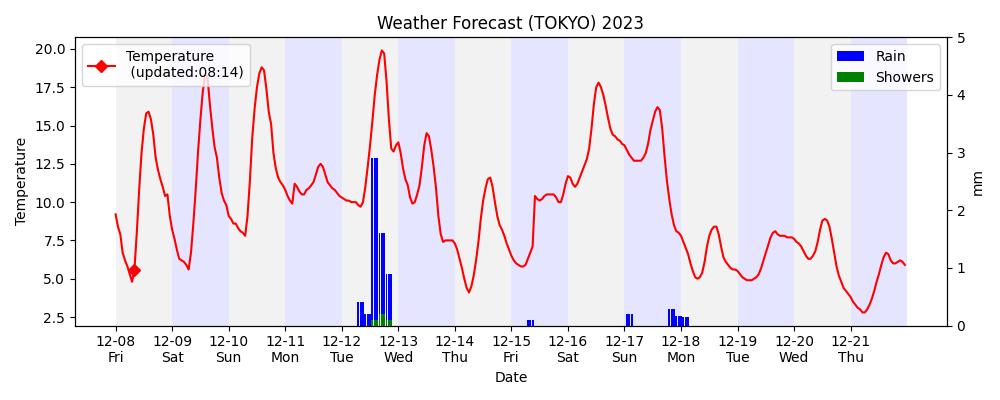 Weather Forecast (TOKYO) 2023
Temperature
(updated:08:14)
Rain
Showers
20.0
17.5
15.0
12.5
10.0
7.5
5.0
2.5
Temperature
5
4
3
2
1
0
mm
12-08 12-09 12-10 12-11 12-12 12-13 12-14 12-15 12-16 12-17 12-18 12-19 12-20 12-21
Fri Sat Sun Mon Tue Wed Thu Fri Sat Sun Mon Tue Wed Thu
Date